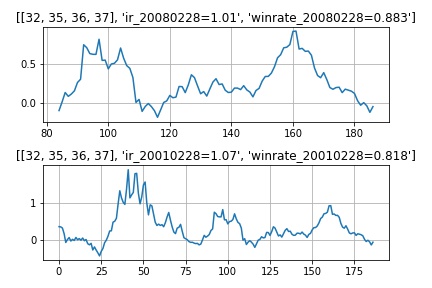 [[32, 35, 36, 37], 'ir_20080228=1.01', 'winrate_20080228=0.883']
0.5
0.0
80 100 120 140 160 180
[[32, 35, 36, 37], 'ir_20010228=1.07', 'winrate_20010228=0.818']
1
0
0 25 50 75 100 125 150 175